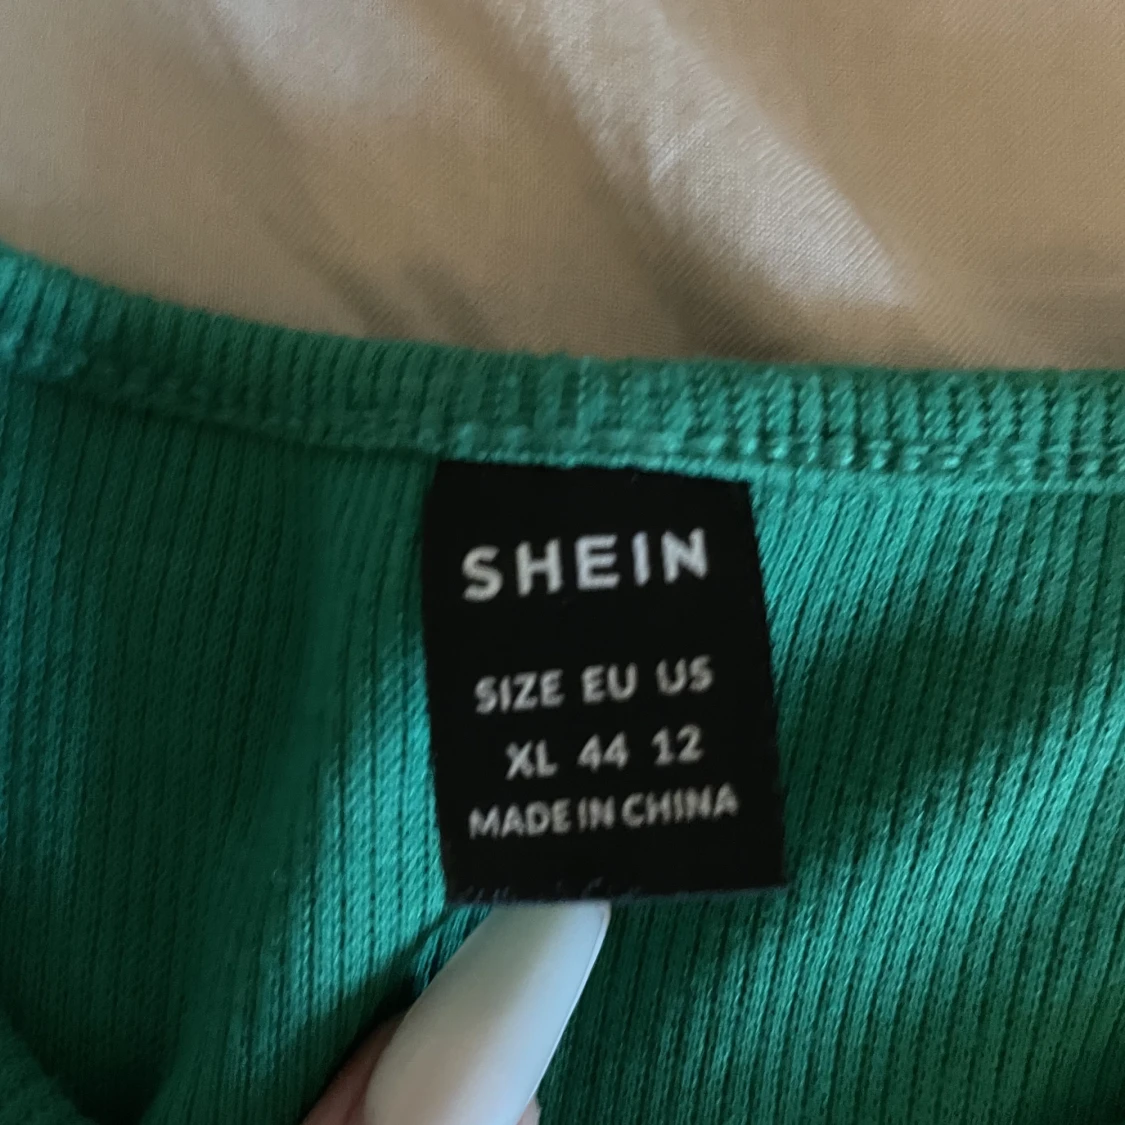 SHEIN
SIZE EU US
XL 44 12
MADE IN CHINA